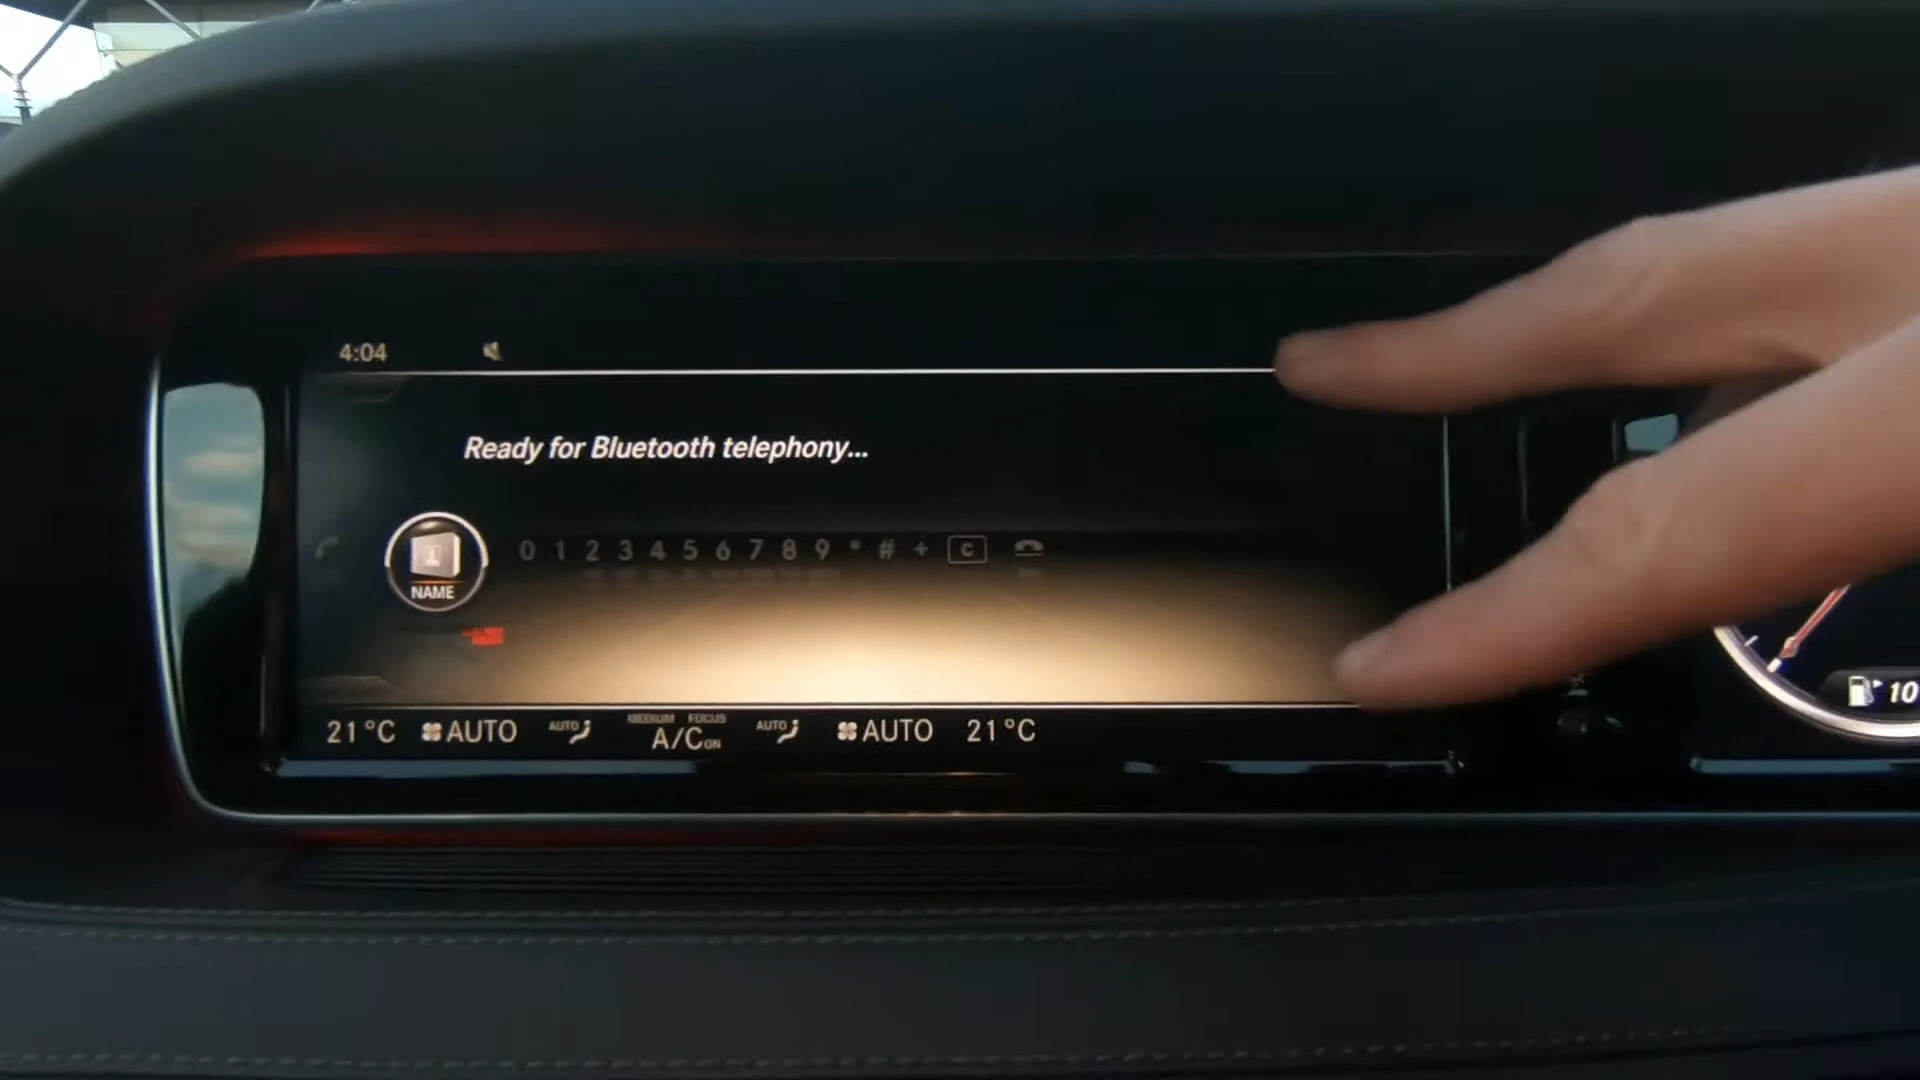 4:04
Ready for Bluetooth telephony...
NAME
0 1 2 3 4 5 6 7 8 9 * # + C
21°C AUTO AUTO MEDIUM FOCUS AUTO AUTO 21°C
A/C ON
10